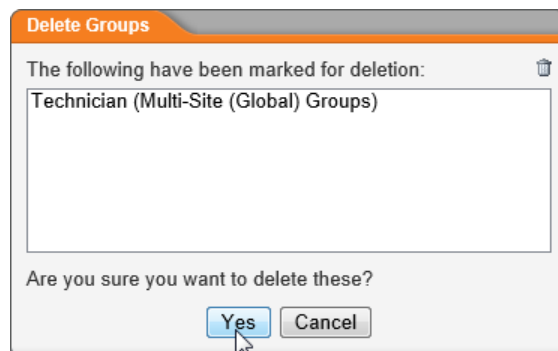 Delete Groups
The following have been marked for deletion:
Technician (Multi-Site (Global) Groups)
Are you sure you want to delete these?
Yes Cancel